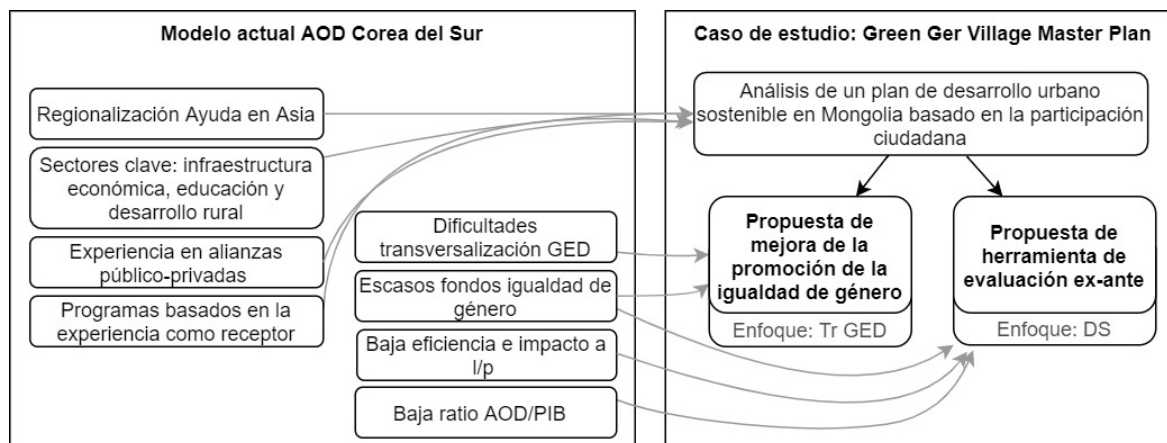 Modelo actual AOD Corea del Sur
Regionalización Ayuda en Asia
Sectores clave: infraestructura
económica, educación y
desarrollo rural
Experiencia en alianzas
público-privadas
Programas basados en la
experiencia como receptor
Dificultades
transversalización GED
Escasos fondos igualdad de
género
Baja eficiencia e impacto a
l/p
Baja ratio AOD/PIB
Caso de estudio: Green Ger Village Master Plan
Análisis de un plan de desarrollo urbano
sostenible en Mongolia basado en la participación
ciudadana
Propuesta de
mejora de la
promoción de la
igualdad de género
Enfoque: Tr GED
Propuesta de
herramienta de
evaluación ex-ante
Enfoque: DS